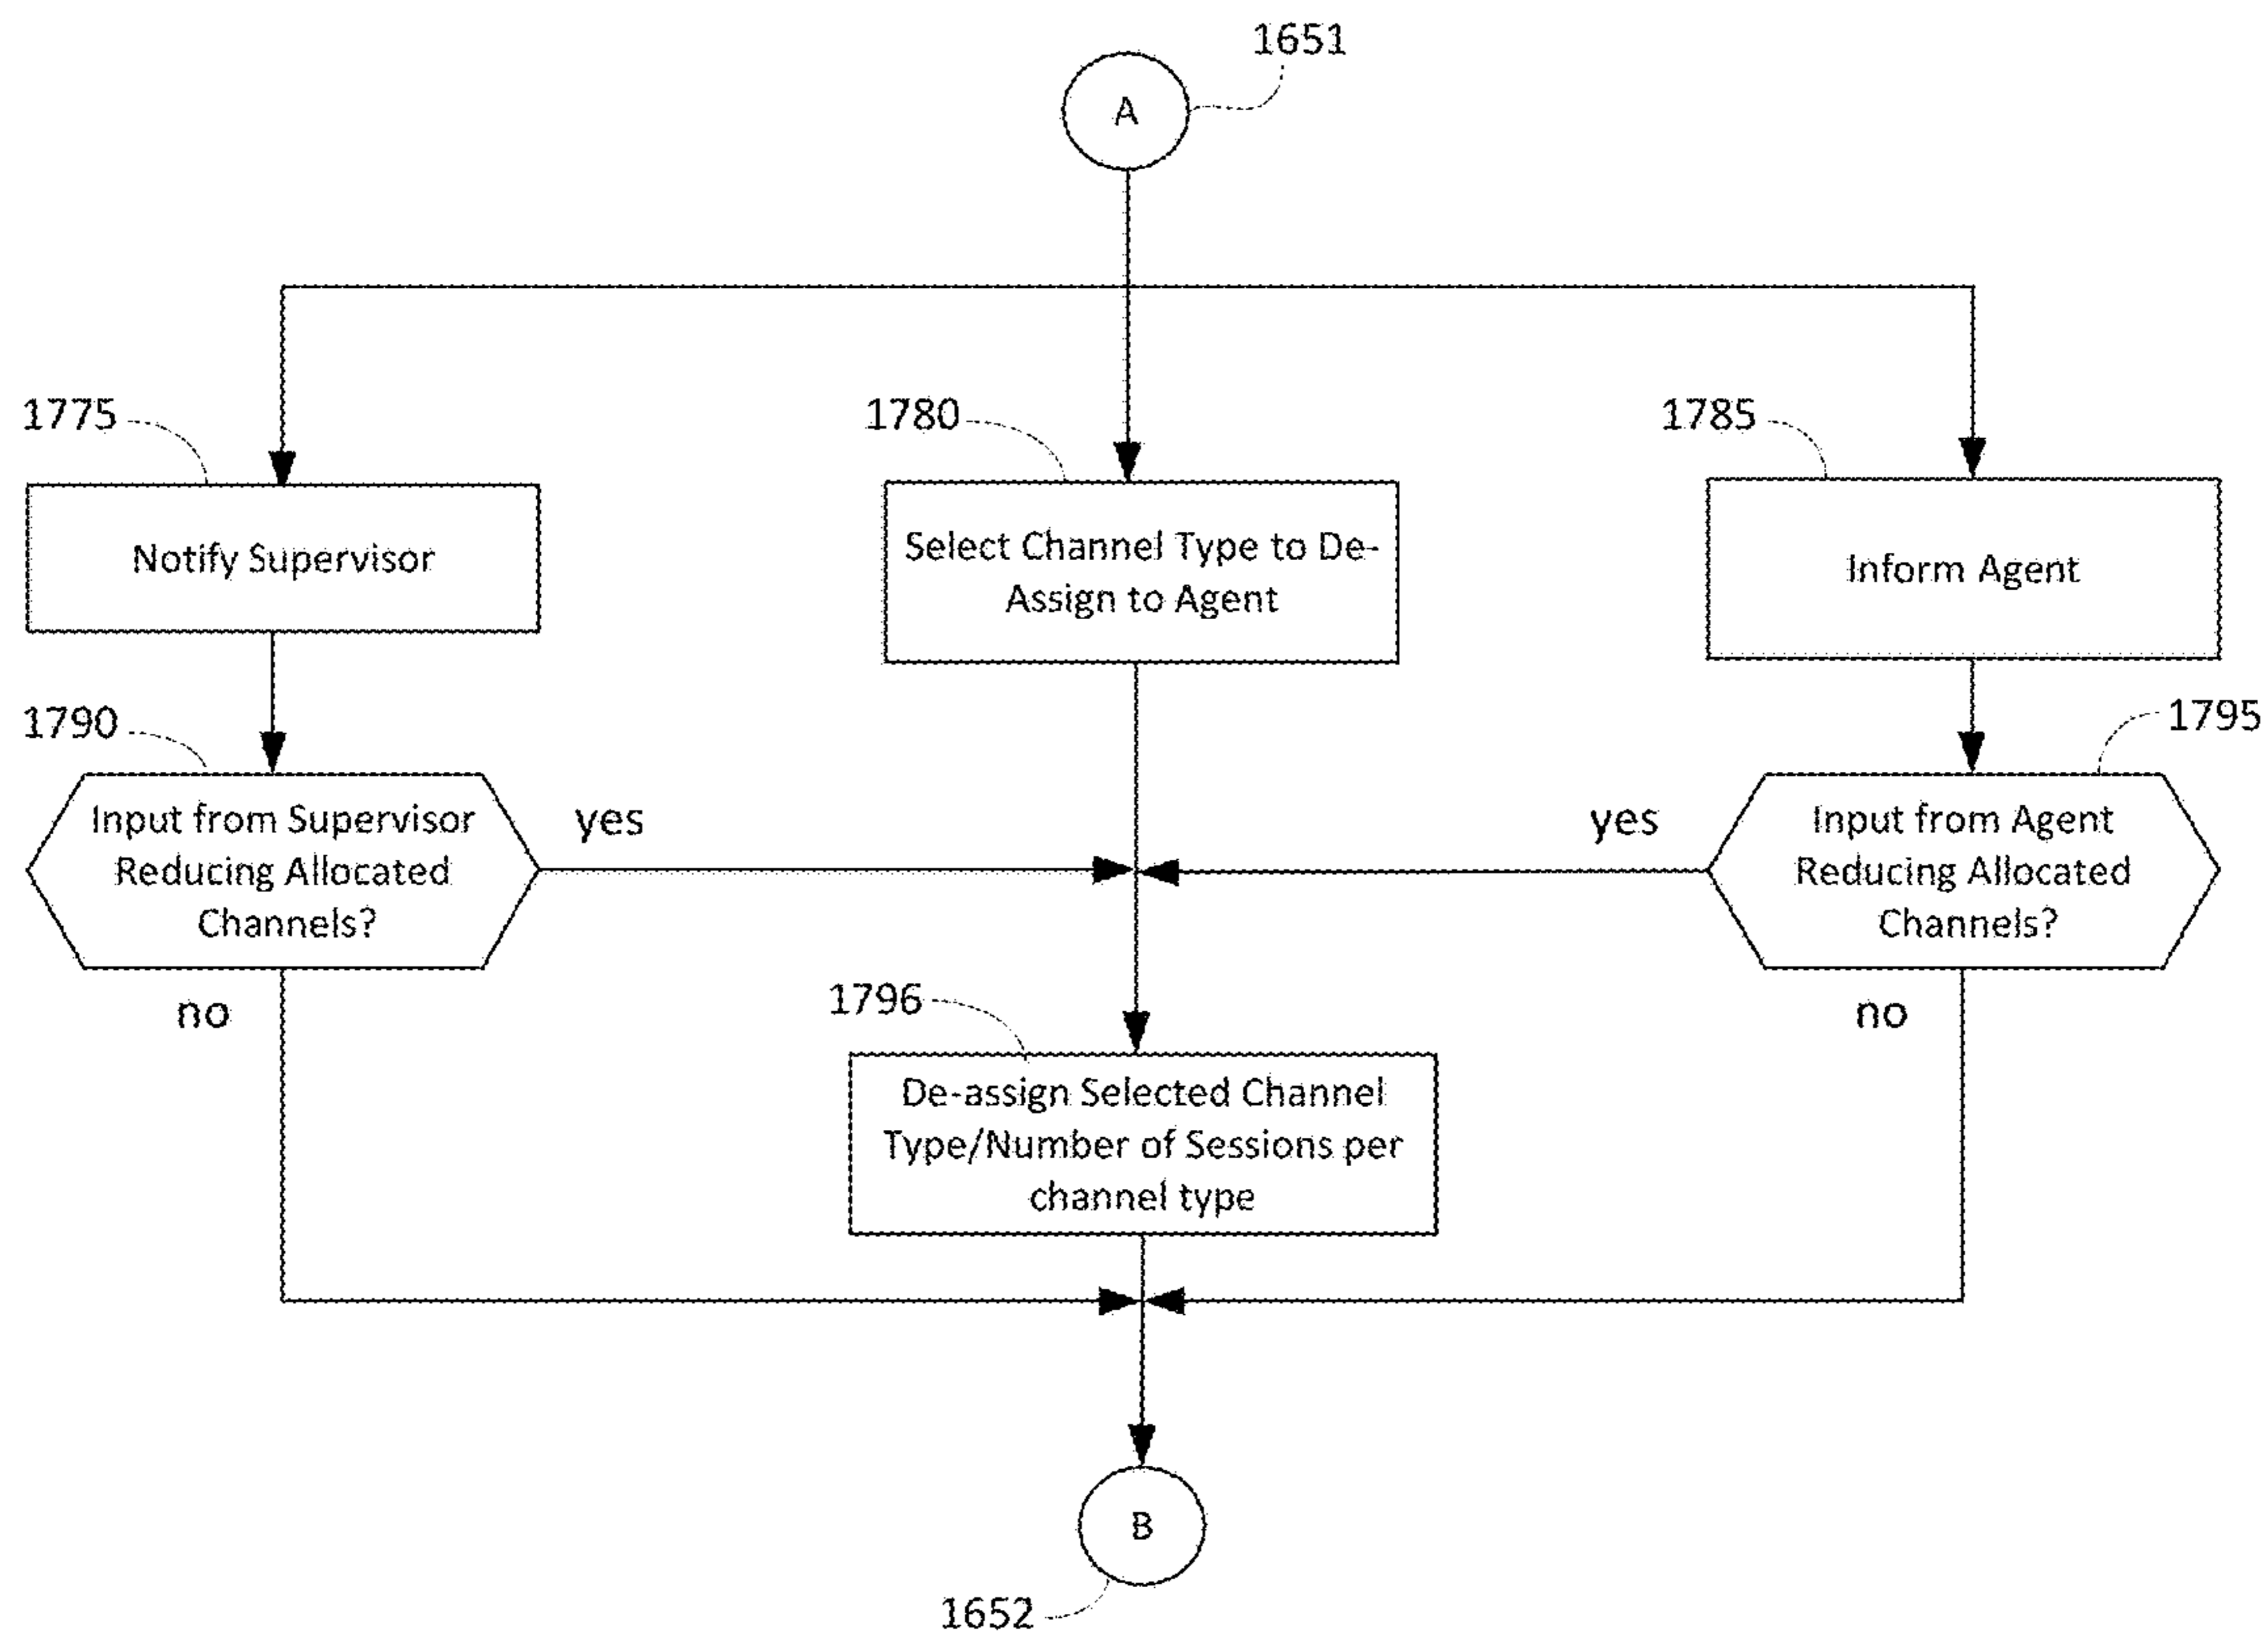 1651
A
1775
1780
1785
Notify Supervisor
Select Channel Type to De-
Assign to Agent
Inform Agent
1790
1795
Input from Supervisor
Reducing Allocated
Channels?
yes
yes
Input from Agent
Reducing Allocated
Channels?
no
1796
no
De-assign Selected Channel
Type/Number of Sessions per
channel type
B
1652